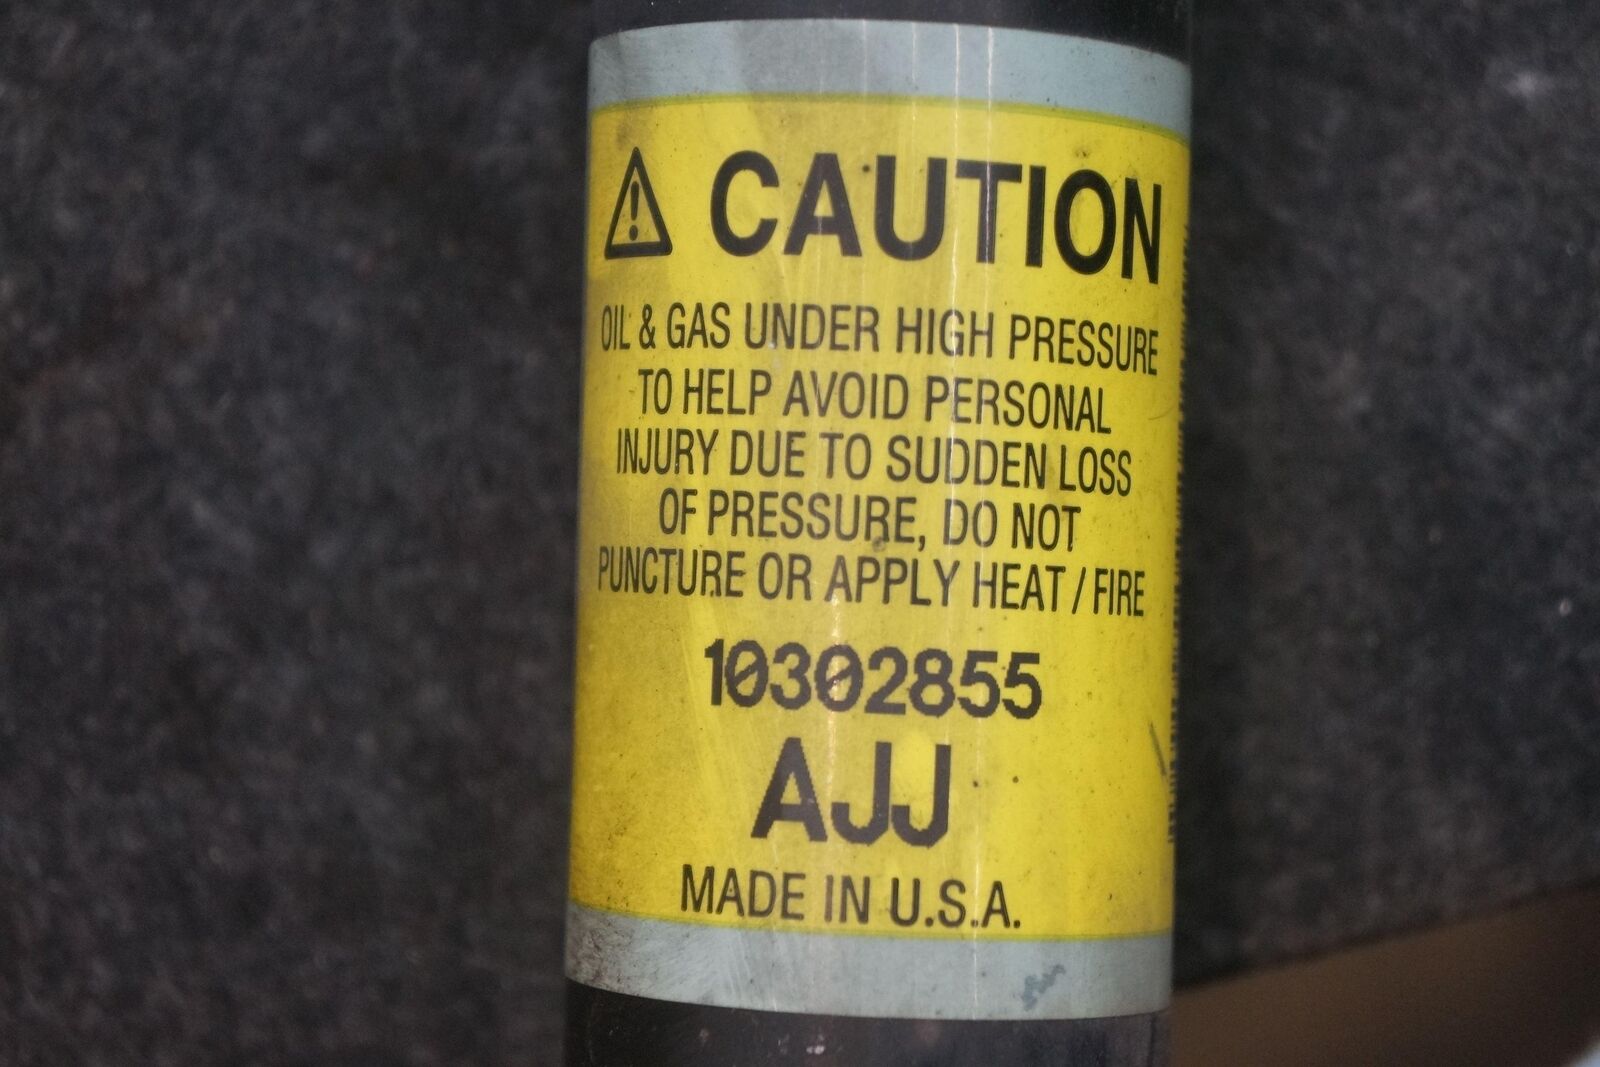 CAUTION
OIL & GAS UNDER HIGH PRESSURE
TO HELP AVOID PERSONAL
INJURY DUE TO SUDDEN LOSS
OF PRESSURE, DO NOT
PUNCTURE OR APPLY HEAT / FIRE
10302855
AJJ
MADE IN U.S.A.